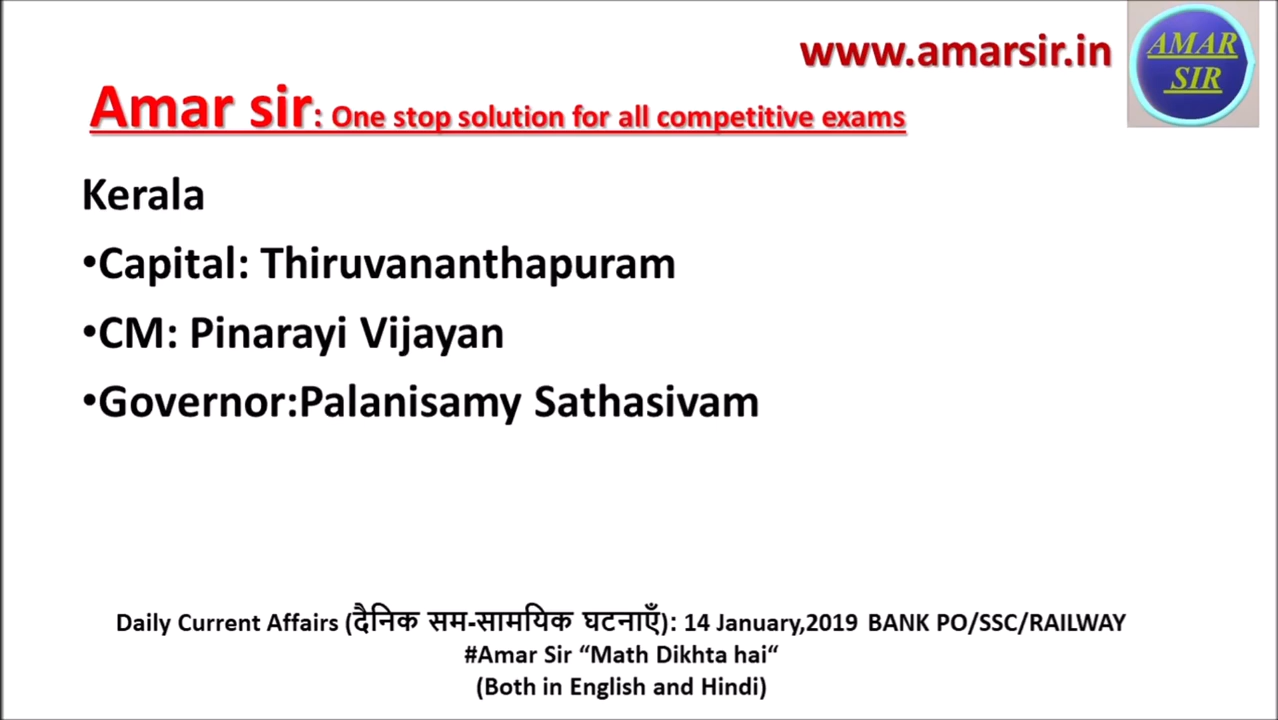 www.amarsir.in
AMAR
SIR
Amar sir: One stop solution for all competitive exams
Kerala
•Capital: Thiruvananthapuram
•CM: Pinarayi Vijayan
•Governor:Palanisamy Sathasivam
Daily Current Affairs (दैनिक सम-सामयिक घटनाएँ): 14 January,2019 BANK PO/SSC/RAILWAY
#Amar Sir “Math Dikhta hai“
(Both in English and Hindi)